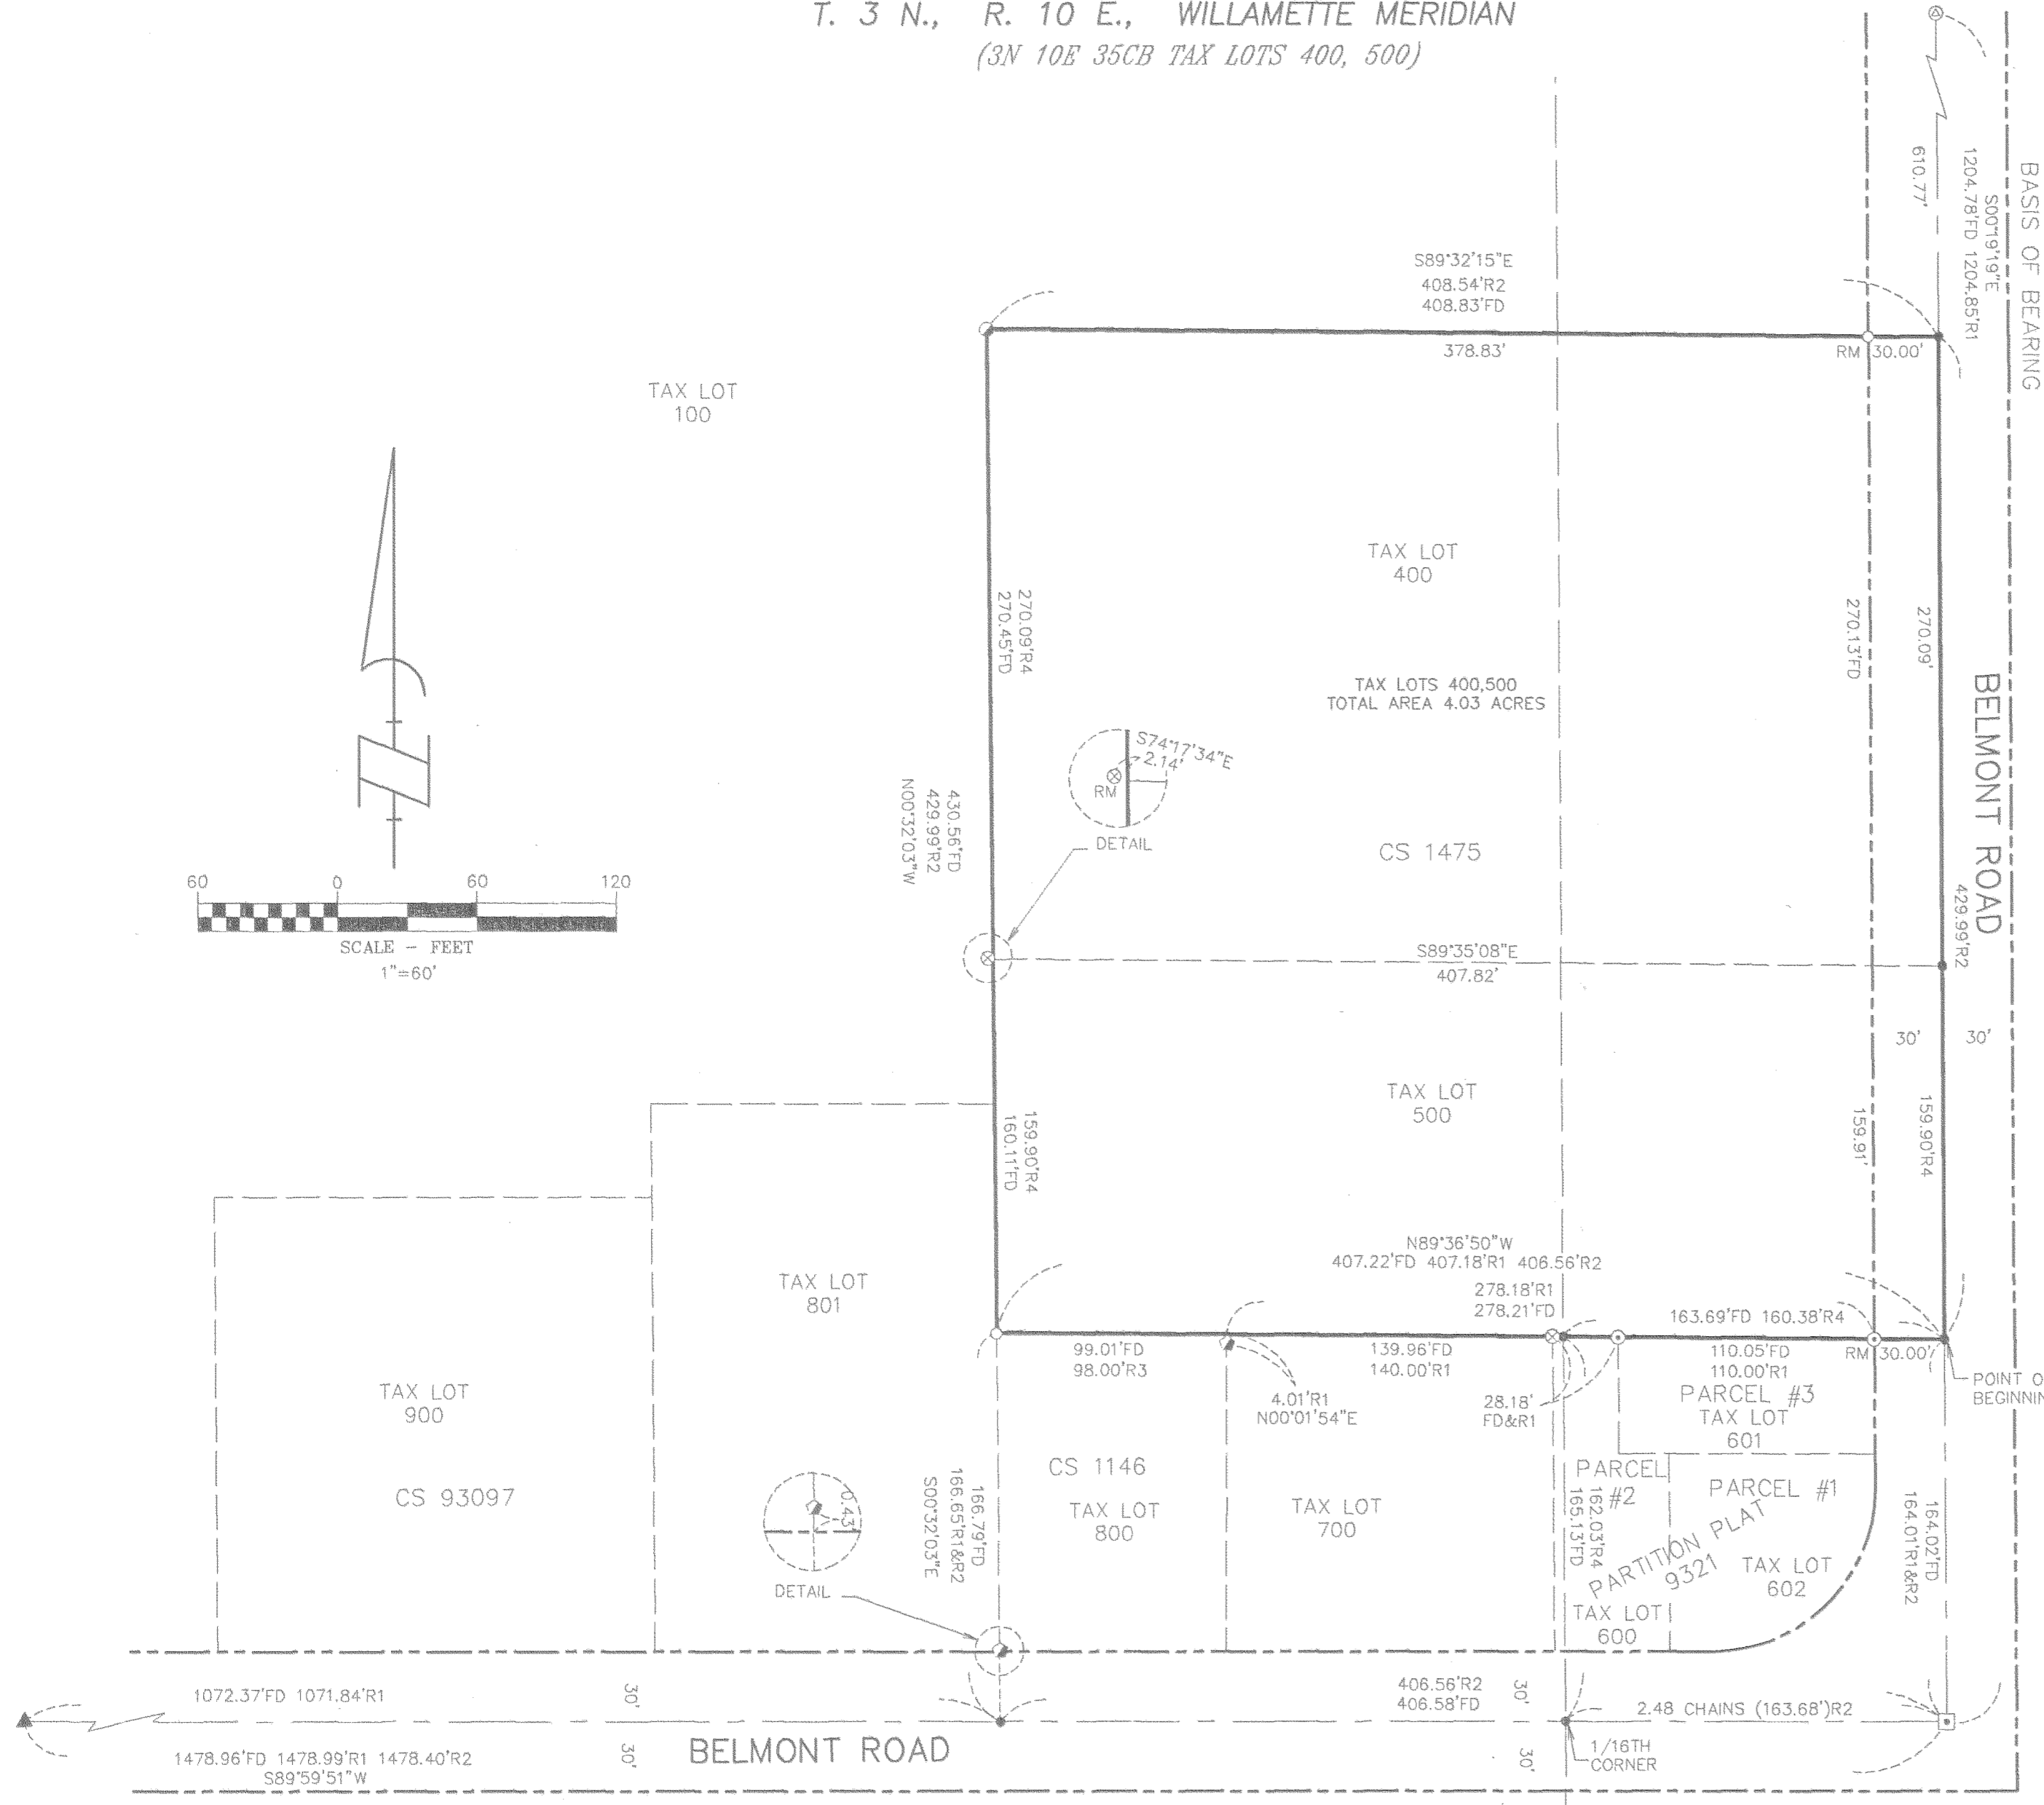 T. 3 N., R. 10 E., WILLAMETTE MERIDIAN
(3N 10E 35CB TAX LOTS 400, 500)
BASIS OF BEARING
S00°19'19"E
1204.78'FD 1204.85'R1
610.77'
S89°32'15"E
408.54'R2
408.83'FD
378.83'
RM 30.00'
TAX LOT
100
TAX LOT
400
270.09'R4
270.45'FD
270.13'FD
270.09'
TAX LOTS 400,500
TOTAL AREA 4.03 ACRES
BELMONT ROAD
S74°17'34"E
2.14'
RM
DETAIL
430.56'FD
429.99'R2
N00°32'03"W
CS 1475
429.99'R2
60 0 60 120
SCALE - FEET
1"=60'
S89°35'08"E
407.82'
30' 30'
TAX LOT
500
159.90'R4
160.11'FD
159.91'
159.90'R4
N89°36'50"W
407.22'FD 407.18'R1 406.56'R2
278.18'R1
278.21'FD
163.69'FD 160.38'R4
TAX LOT
801
99.01'FD
98.00'R3
139.96'FD
140.00'R1
110.05'FD
110.00'R1
RM 30.00'
POINT O
BEGINNIN
4.01'R1
N00°01'54"E
28.18'
FD&R1
PARCEL #3
TAX LOT
601
TAX LOT
900
CS 93097
CS 1146
TAX LOT
800
TAX LOT
700
PARCEL
#2
162.03'R4
165.13'FD
PARCEL #1
PARTITION PLAT
9321
TAX LOT
602
TAX LOT
600
166.79'FD
166.65'R1&R2
S00°32'03"E
164.02'FD
164.01'R1&R2
0.43'
DETAIL
1072.37'FD 1071.84'R1
30'
406.56'R2
406.58'FD
30'
2.48 CHAINS (163.68')R2
1478.96'FD 1478.99'R1 1478.40'R2
S89°59'51"W
30'
BELMONT ROAD
30'
1/16TH
CORNER